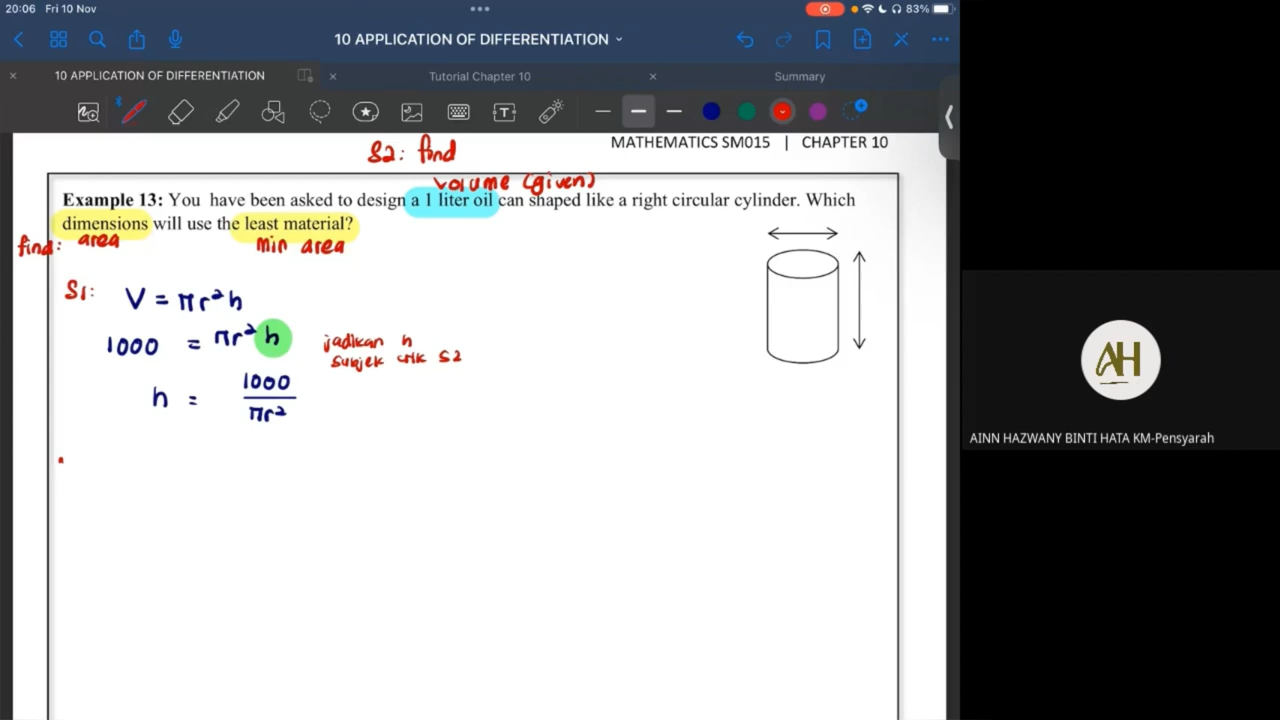 20:06 Fri 10 Nov
83%
10 APPLICATION OF DIFFERENTIATION
10 APPLICATION OF DIFFERENTIATION
Tutorial Chapter 10
Summary
MATHEMATICS SM015 | CHAPTER 10
S2: find
volume (given)
Example 13: You have been asked to design a 1 liter oil can shaped like a right circular cylinder. Which
dimensions will use the least material?
find: area
min area
S1: V = πr²h
1000 = πr²h
jadikan h
subjek utk S2
h = 1000/πr²
AH
AINN HAZWANY BINTI HATA KM-Pensyarah